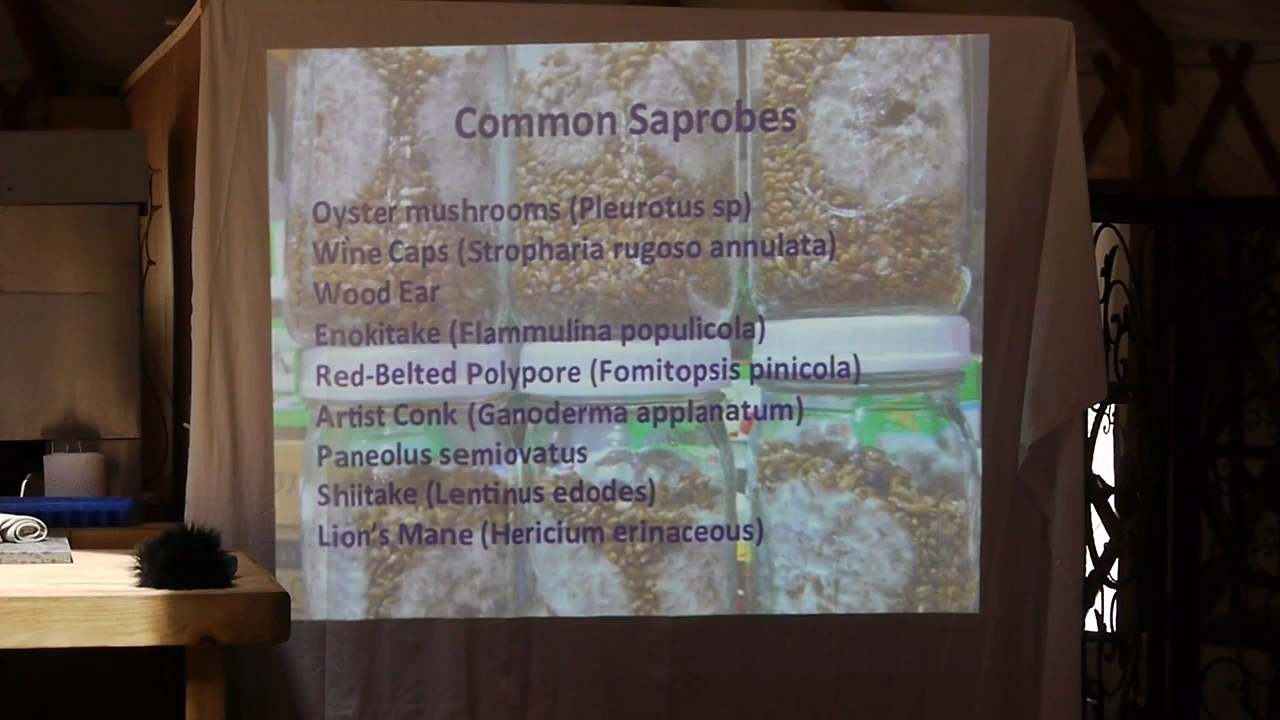 Common Saprobes
Oyster mushrooms (Pleurotus sp)
Wine Caps (Stropharia rugoso annulata)
Wood Ear
Enokitake (Flammulina populicola)
Red-Belted Polypore (Fomitopsis pinicola)
Artist Conk (Ganoderma applanatum)
Paneolus semiovatus
Shiitake (Lentinus edodes)
Lion's Mane (Hericium erinaceous)